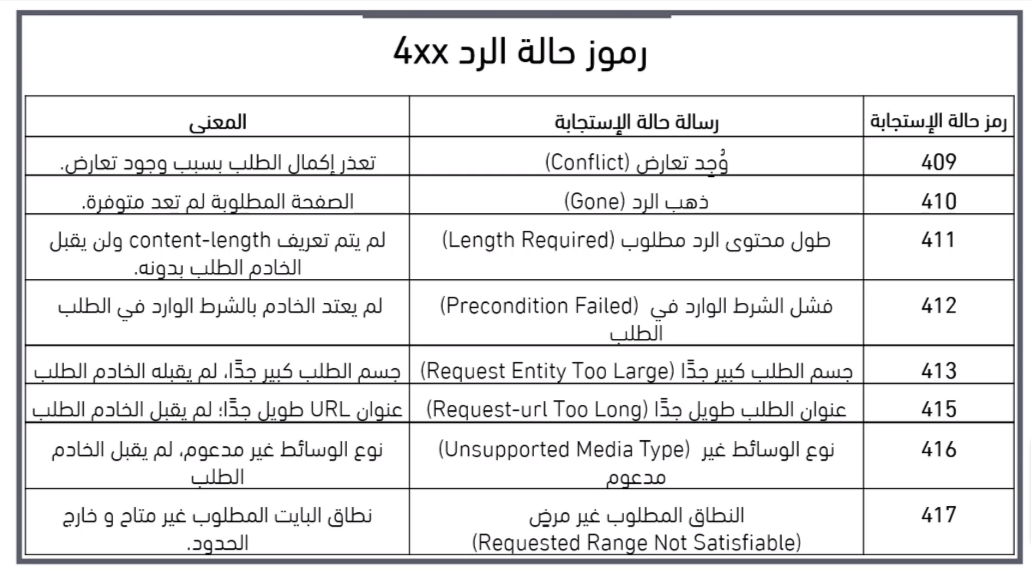 رموز حالة الرد 4xx
رمز حالة الإستجابة	رسالة حالة الإستجابة	المعنى
409	وُجِد تعارض (Conflict)	تعذر إكمال الطلب بسبب وجود تعارض.
410	ذهب الرد (Gone)	الصفحة المطلوبة لم تعد متوفرة.
411	طول محتوى الرد مطلوب (Length Required)	لم يتم تعريف content-length ولن يقبل
الخادم الطلب بدونه.
412	فشل الشرط الوارد في (Precondition Failed)	لم يعتد الخادم بالشرط الوارد في الطلب
الطلب
413	جسم الطلب كبير جدًّا (Request Entity Too Large)	جسم الطلب كبير جدًّا، لم يقبله الخادم الطلب
415	عنوان الطلب طويل جدًّا (Request-url Too Long)	عنوان URL طويل جدًّا؛ لم يقبل الخادم الطلب
416	نوع الوسائط غير (Unsupported Media Type)	نوع الوسائط غير مدعوم، لم يقبل الخادم
مدعوم	الطلب
417	النطاق المطلوب غير مرضٍ	نطاق البايت المطلوب غير متاح و خارج
(Requested Range Not Satisfiable)	الحدود.